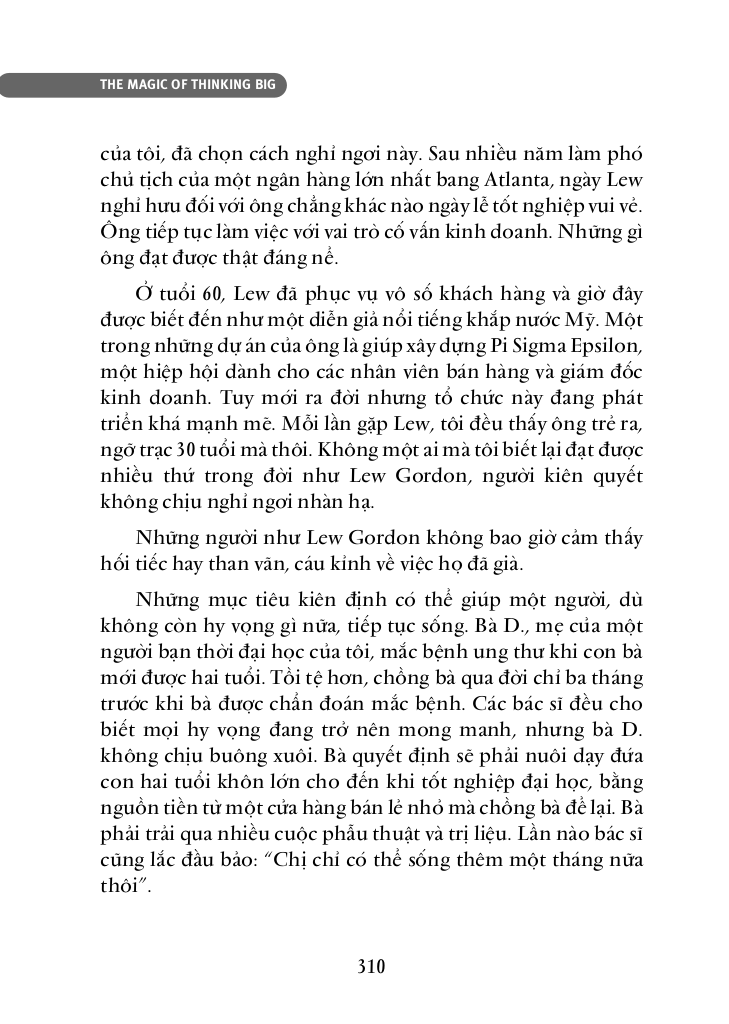 THE MAGIC OF THINKING BIG
của tôi, đã chọn cách nghỉ ngơi này. Sau nhiều năm làm phó
chủ tịch của một ngân hàng lớn nhất bang Atlanta, ngày Lew
nghỉ hưu đối với ông chẳng khác nào ngày lễ tốt nghiệp vui vẻ.
Ông tiếp tục làm việc với vai trò cố vấn kinh doanh. Những gì
ông đạt được thật đáng nể.
Ở tuổi 60, Lew đã phục vụ vô số khách hàng và giờ đây
được biết đến như một diễn giả nổi tiếng khắp nước Mỹ. Một
trong những dự án của ông là giúp xây dựng Pi Sigma Epsilon,
một hiệp hội dành cho các nhân viên bán hàng và giám đốc
kinh doanh. Tuy mới ra đời nhưng tổ chức này đang phát
triển khá mạnh mẽ. Mỗi lần gặp Lew, tôi đều thấy ông trẻ ra,
ngỡ trạc 30 tuổi mà thôi. Không một ai mà tôi biết lại đạt được
nhiều thứ trong đời như Lew Gordon, người kiên quyết
không chịu nghỉ ngơi nhàn hạ.
Những người như Lew Gordon không bao giờ cảm thấy
hối tiếc hay than vãn, cáu kỉnh về việc họ đã già.
Những mục tiêu kiên định có thể giúp một người, dù
không còn hy vọng gì nữa, tiếp tục sống. Bà D., mẹ của một
người bạn thời đại học của tôi, mắc bệnh ung thư khi con bà
mới được hai tuổi. Tồi tệ hơn, chồng bà qua đời chỉ ba tháng
trước khi bà được chẩn đoán mắc bệnh. Các bác sĩ đều cho
biết mọi hy vọng đang trở nên mong manh, nhưng bà D.
không chịu buông xuôi. Bà quyết định sẽ phải nuôi dạy đứa
con hai tuổi khôn lớn cho đến khi tốt nghiệp đại học, bằng
nguồn tiền từ một cửa hàng bán lẻ nhỏ mà chồng bà để lại. Bà
phải trải qua nhiều cuộc phẫu thuật và trị liệu. Lần nào bác sĩ
cũng lắc đầu bảo: “Chị chỉ có thể sống thêm một tháng nữa
thôi”.
310